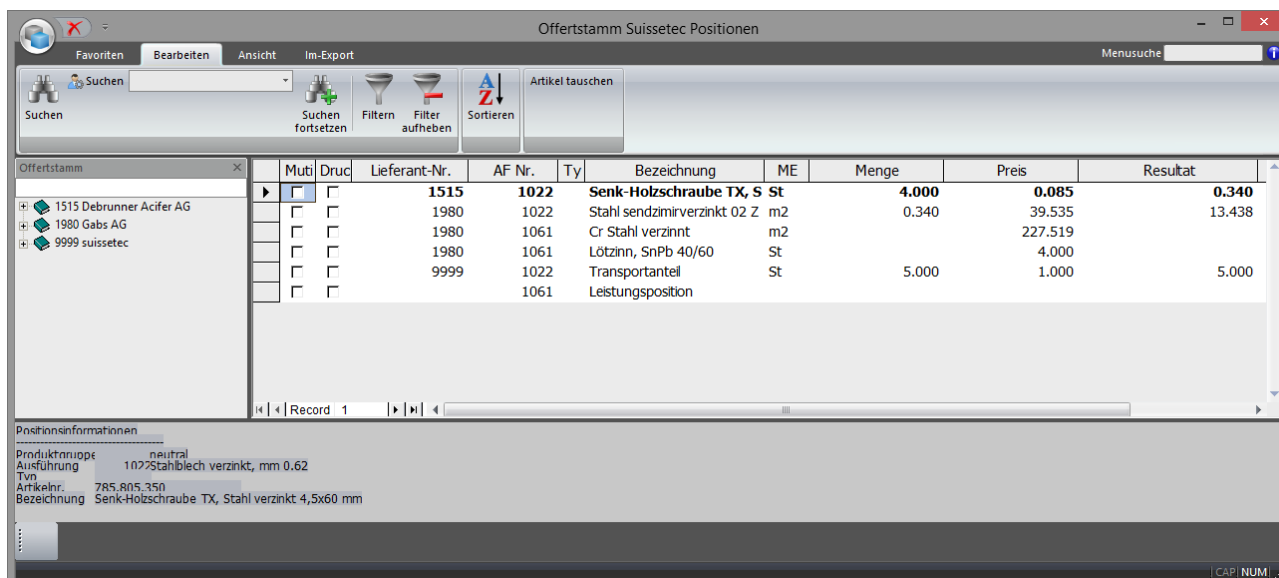 Offertstamm Suissetec Positionen
Favoriten Bearbeiten Ansicht Im-Export Menusuche
Suchen
Suchen Suchen fortsetzen Filtern Filter aufheben Sortieren Artikel tauschen
Offertstamm
1515 Debrunner Acifer AG
1980 Gabs AG
9999 suissetec
Muti Druc Lieferant-Nr. AF Nr. Ty Bezeichnung ME Menge Preis Resultat
1515 1022 Senk-Holzschraube TX, S St 4.000 0.085 0.340
1980 1022 Stahl sendzimirverzinkt 02 Z m2 0.340 39.535 13.438
1980 1061 Cr Stahl verzinnt m2 227.519
1980 1061 Lötzinn, SnPb 40/60 St 4.000
9999 1022 Transportanteil St 5.000 1.000 5.000
1061 Leistungsposition
Record 1
Positionsinformationen
------------------------------------
Produktgruppe neutral
Ausführung 1022Stahlblech verzinkt, mm 0.62
Typ
Artikelnr. 785.805.350
Bezeichnung Senk-Holzschraube TX, Stahl verzinkt 4,5x60 mm
CAP NUM